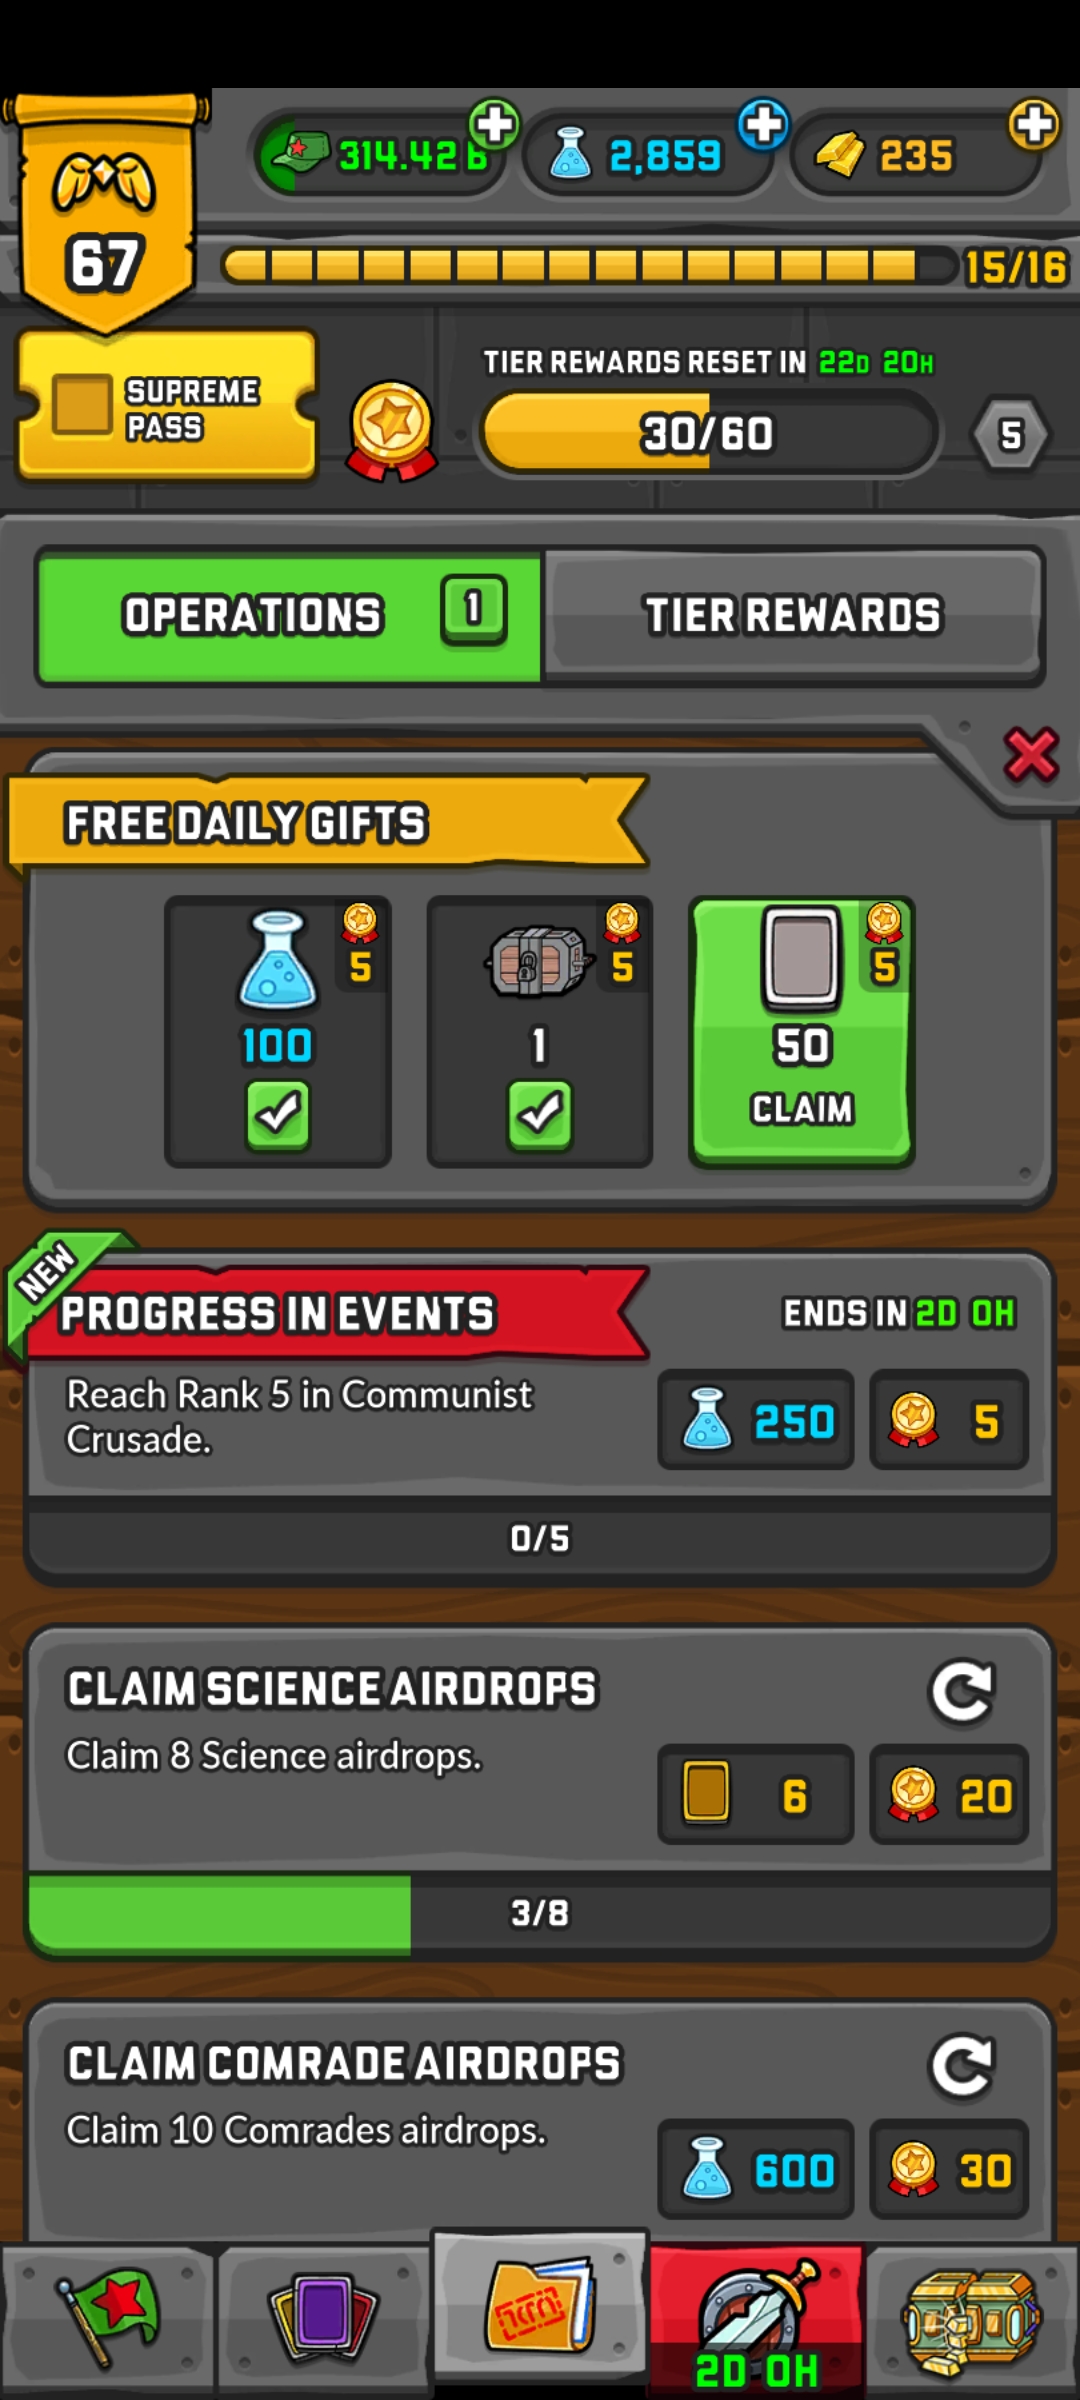 314.42 B
2,859
235
67
15/16
SUPREME
PASS
TIER REWARDS RESET IN 22D 20H
30/60
5
OPERATIONS 1
TIER REWARDS
FREE DAILY GIFTS
5
5
5
100
1
50
CLAIM
NEW
PROGRESS IN EVENTS
ENDS IN 2D 0H
Reach Rank 5 in Communist
Crusade.
250
5
0/5
CLAIM SCIENCE AIRDROPS
Claim 8 Science airdrops.
6
20
3/8
CLAIM COMRADE AIRDROPS
Claim 10 Comrades airdrops.
600
30
2D 0H